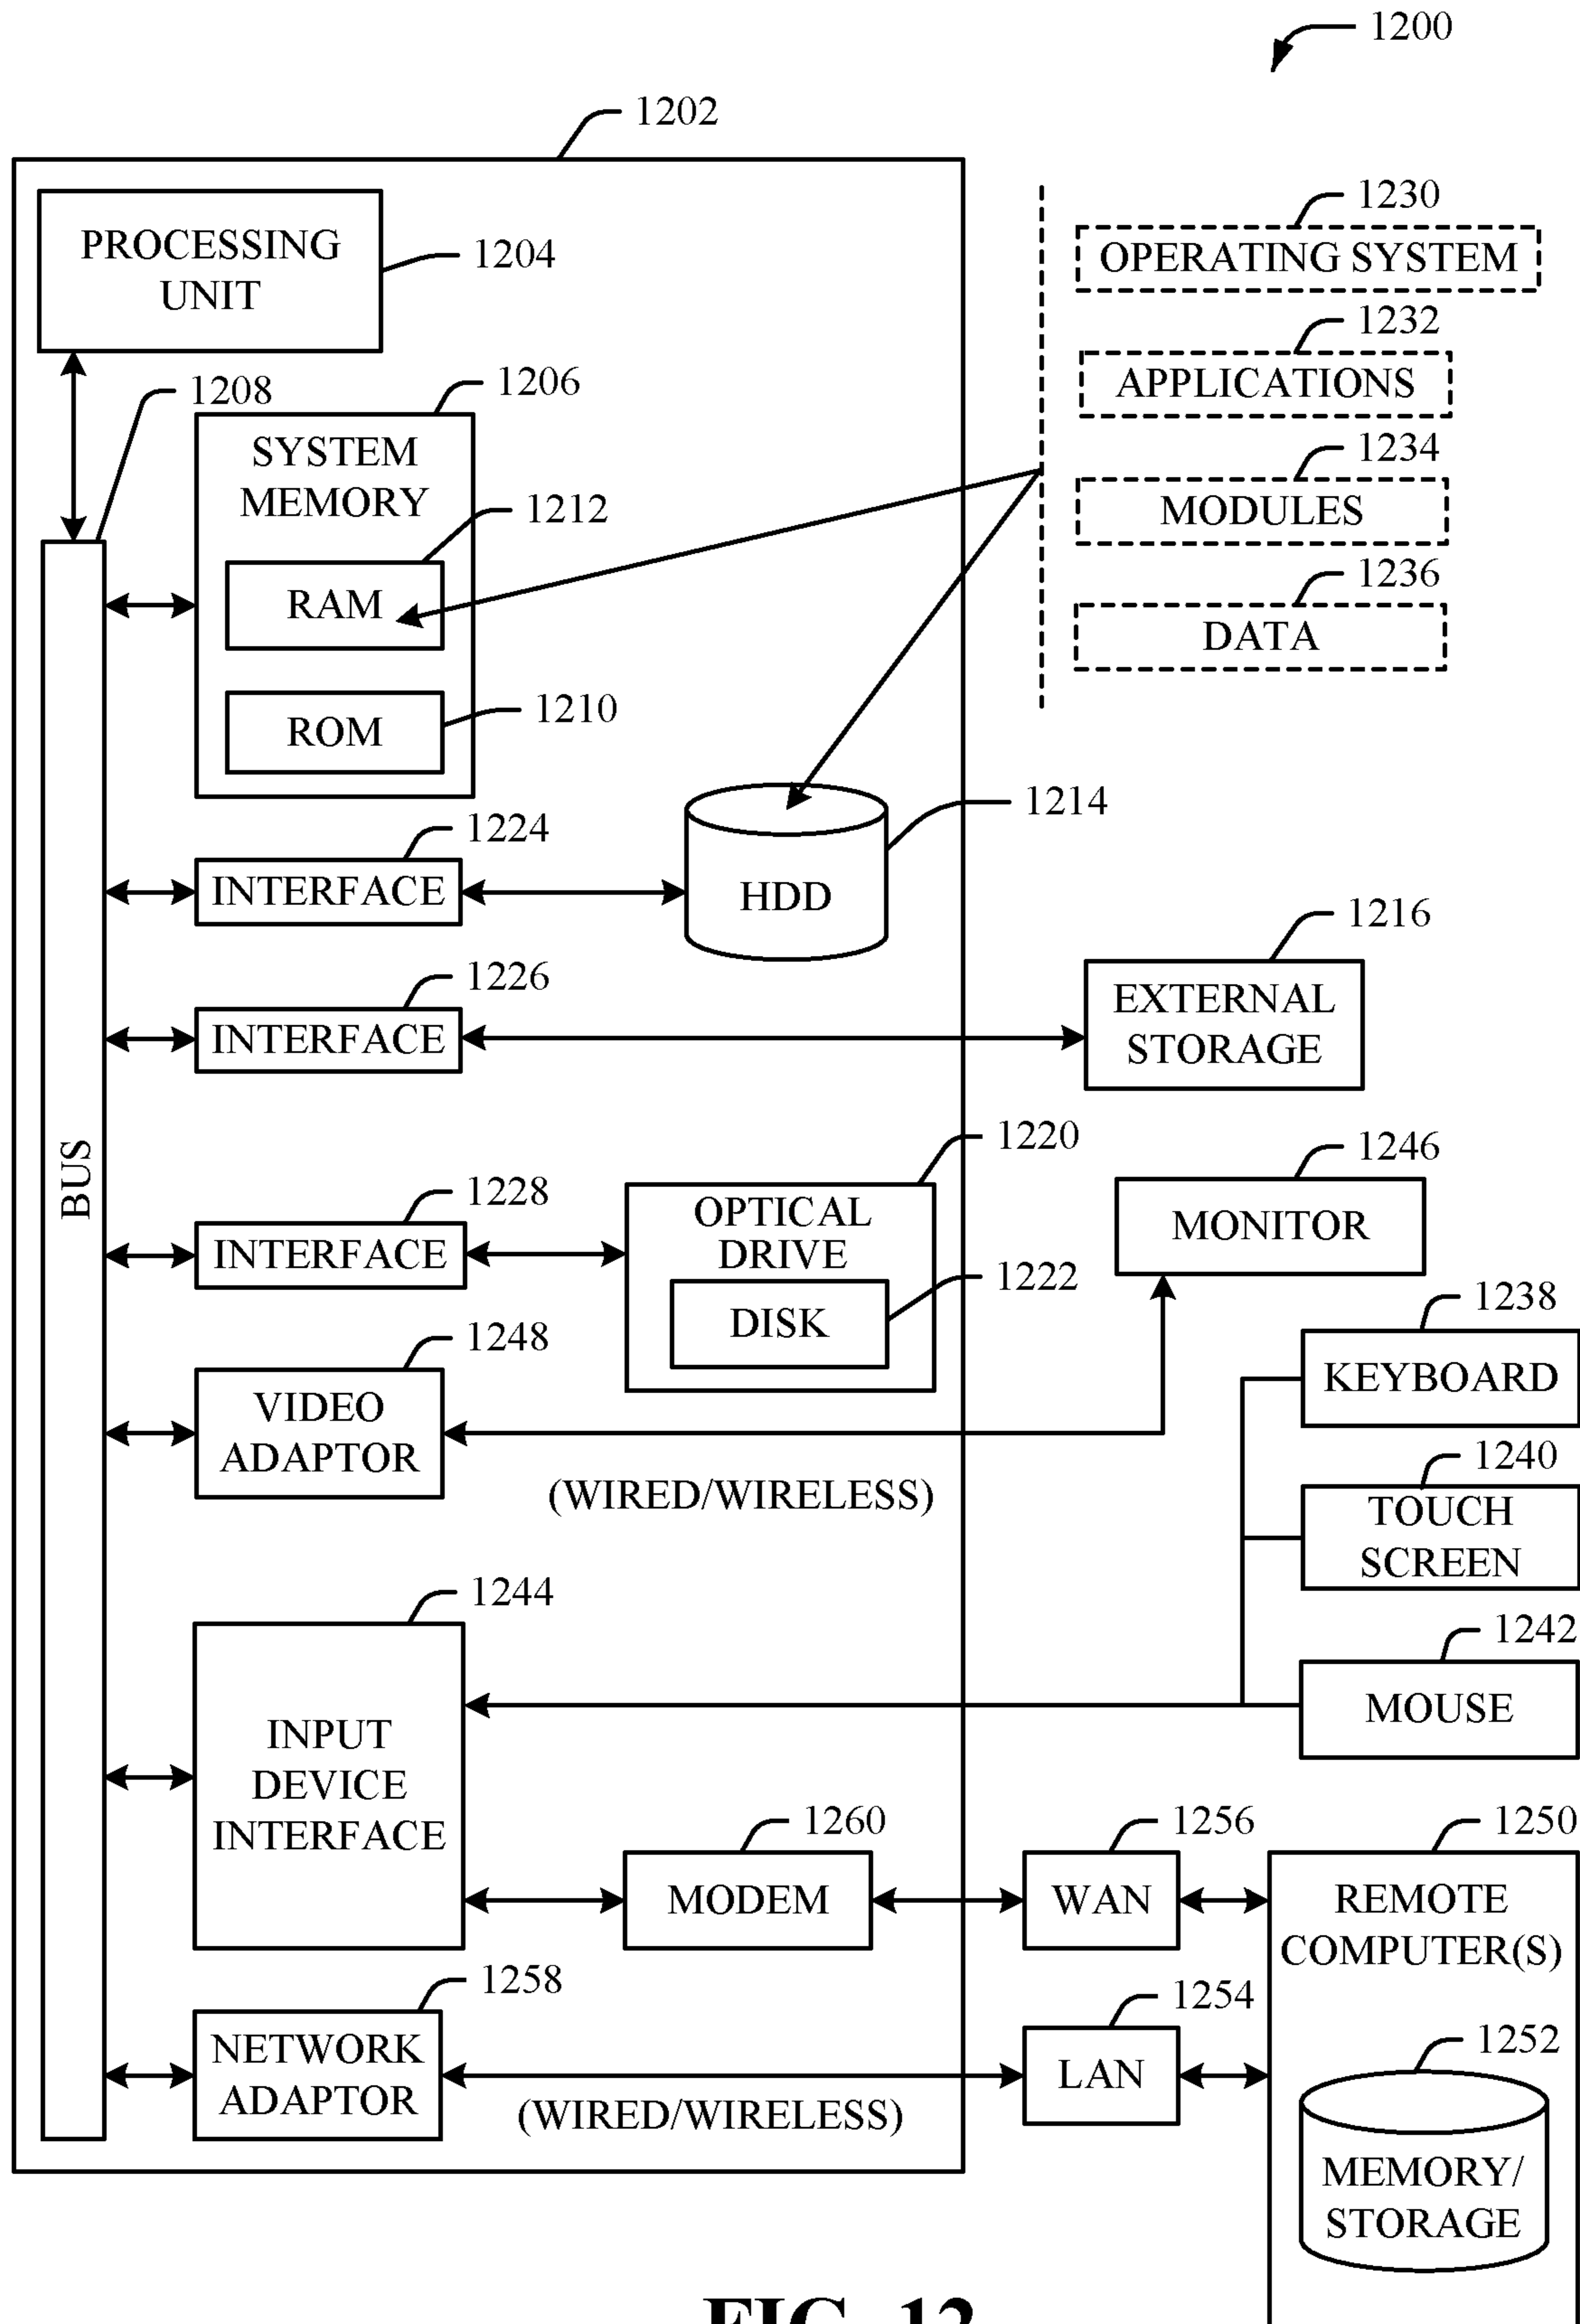 1200
1202
PROCESSING
UNIT
1204
1230
OPERATING SYSTEM
1232
APPLICATIONS
1234
MODULES
1236
DATA
1208
1206
SYSTEM
MEMORY
1212
RAM
1210
ROM
1224
INTERFACE
1214
HDD
1226
INTERFACE
1216
EXTERNAL
STORAGE
BUS
1228
INTERFACE
1220
OPTICAL
DRIVE
1222
DISK
1246
MONITOR
1248
VIDEO
ADAPTOR
(WIRED/WIRELESS)
1238
KEYBOARD
1240
TOUCH
SCREEN
1242
MOUSE
1244
INPUT
DEVICE
INTERFACE
1260
MODEM
1256
WAN
1250
REMOTE
COMPUTER(S)
1258
NETWORK
ADAPTOR
(WIRED/WIRELESS)
1254
LAN
1252
MEMORY/
STORAGE
FIG. 12